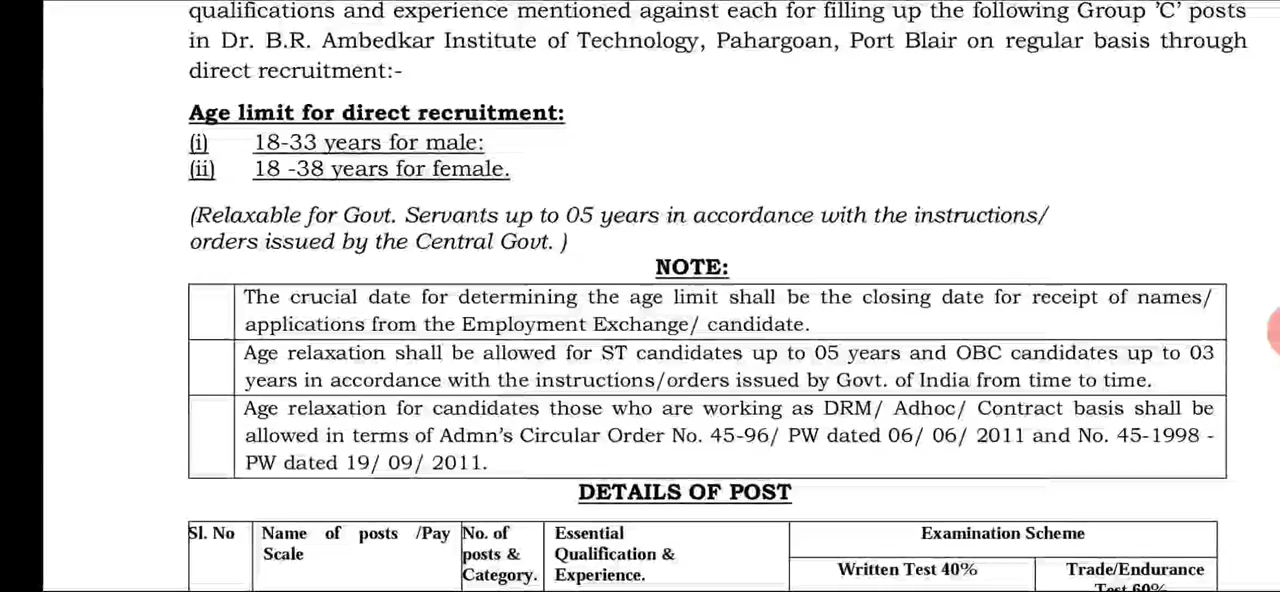 qualifications and experience mentioned against each for filling up the following Group 'C' posts
in Dr. B.R. Ambedkar Institute of Technology, Pahargoan, Port Blair on regular basis through
direct recruitment:-
Age limit for direct recruitment:
(i) 18-33 years for male:
(ii) 18 -38 years for female.
(Relaxable for Govt. Servants up to 05 years in accordance with the instructions/
orders issued by the Central Govt. )
NOTE:
The crucial date for determining the age limit shall be the closing date for receipt of names/
applications from the Employment Exchange/ candidate.
Age relaxation shall be allowed for ST candidates up to 05 years and OBC candidates up to 03
years in accordance with the instructions/orders issued by Govt. of India from time to time.
Age relaxation for candidates those who are working as DRM/ Adhoc/ Contract basis shall be
allowed in terms of Admn's Circular Order No. 45-96/ PW dated 06/ 06/ 2011 and No. 45-1998 -
PW dated 19/ 09/ 2011.
DETAILS OF POST
Sl. No
Name of posts /Pay
Scale
No. of
posts &
Category.
Essential
Qualification &
Experience.
Examination Scheme
Written Test 40%
Trade/Endurance
Test 60%